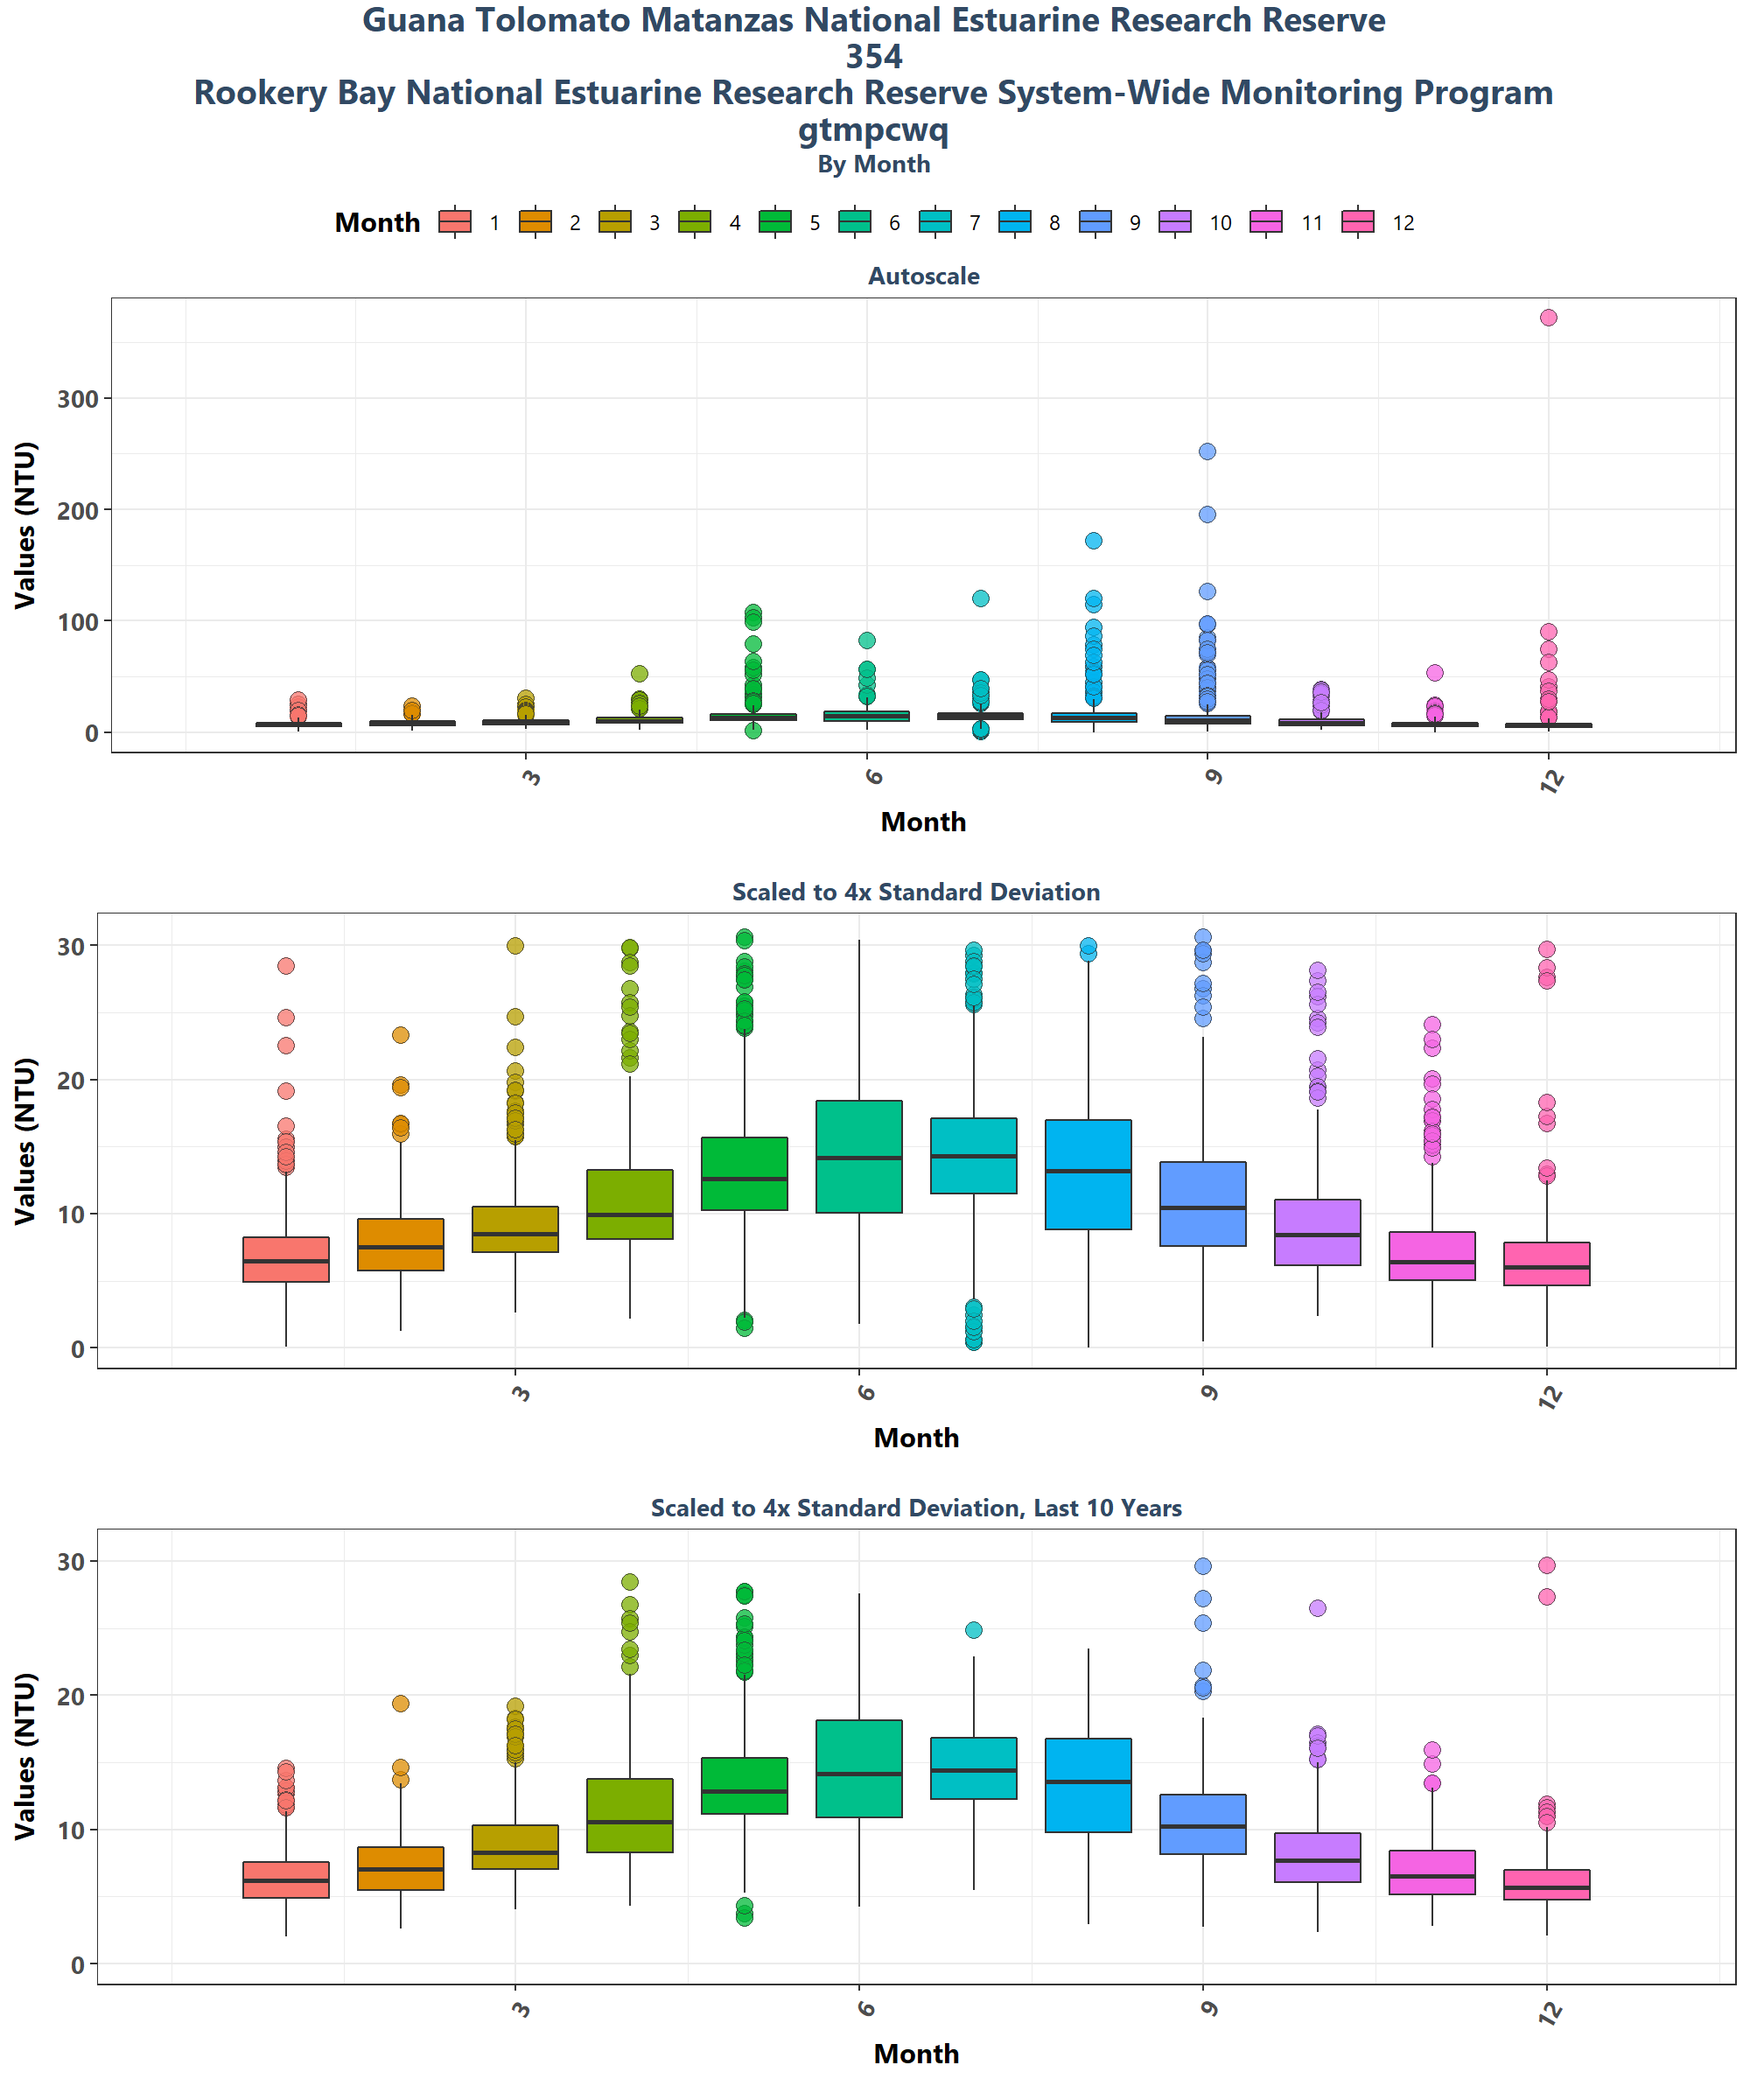 Guana Tolomato Matanzas National Estuarine Research Reserve
354
Rookery Bay National Estuarine Research Reserve System-Wide Monitoring Program
gtmpcwq
By Month
Month 1 2 3 4 5 6 7 8 9 10 11 12
Autoscale
300
200
100
0
Values (NTU)
3 6 9 12
Month
Scaled to 4x Standard Deviation
30
20
10
0
Values (NTU)
3 6 9 12
Month
Scaled to 4x Standard Deviation, Last 10 Years
30
20
10
0
Values (NTU)
3 6 9 12
Month